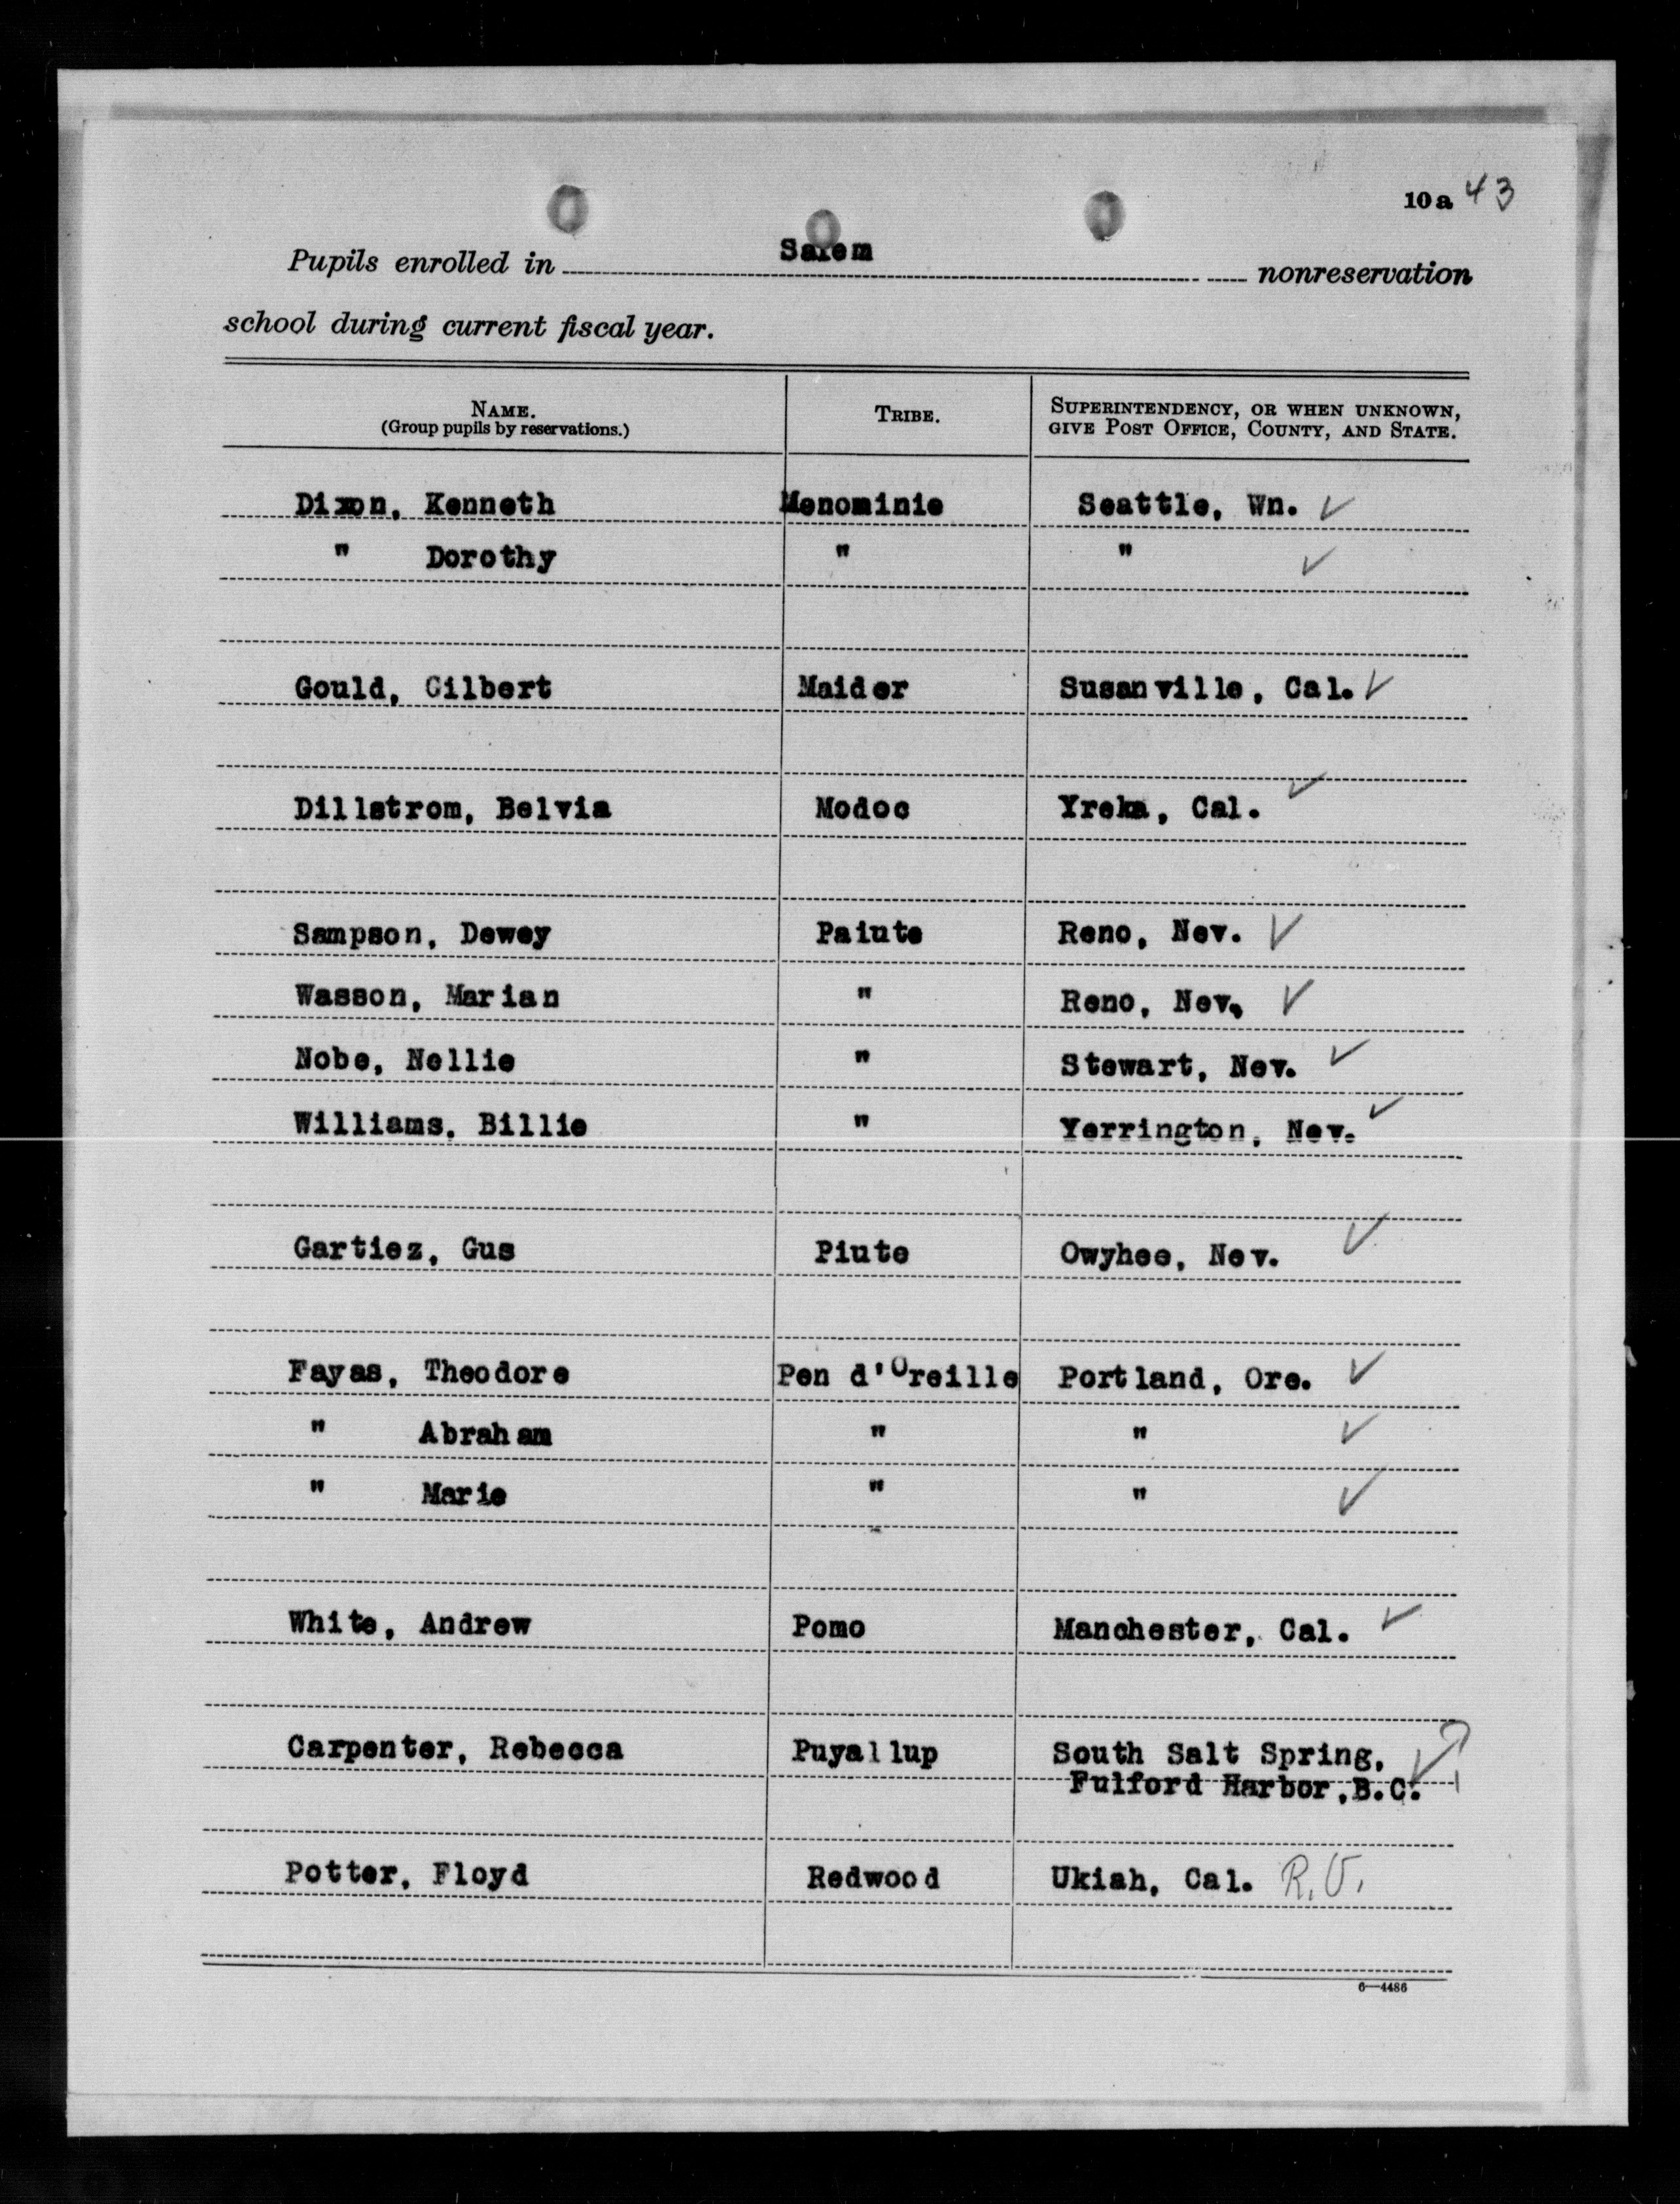 10a 43
Pupils enrolled in Salem nonreservation
school during current fiscal year.
NAME. TRIBE. SUPERINTENDENCY, OR WHEN UNKNOWN,
(Group pupils by reservations.) GIVE POST OFFICE, COUNTY, AND STATE.
Dixon, Kenneth Menominie Seattle, Wn. ✓
" Dorothy " " ✓
Gould, Gilbert Maider Susanville, Cal. ✓
Dillstrom, Belvia Modoc Yreka, Cal. ✓
Sampson, Dewey Paiute Reno, Nev. ✓
Wasson, Marian " Reno, Nev. ✓
Nobe, Nellie " Stewart, Nev. ✓
Williams, Billie " Yerrington, Nev. ✓
Gartiez, Gus Piute Owyhee, Nev. ✓
Fayas, Theodore Pen d'Oreille Portland, Ore. ✓
" Abraham " " ✓
" Marie " " ✓
White, Andrew Pomo Manchester, Cal. ✓
Carpenter, Rebecca Puyallup South Salt Spring, ✓ ?
Fulford Harbor, B.C.
Potter, Floyd Redwood Ukiah, Cal. R.V.
6—4486